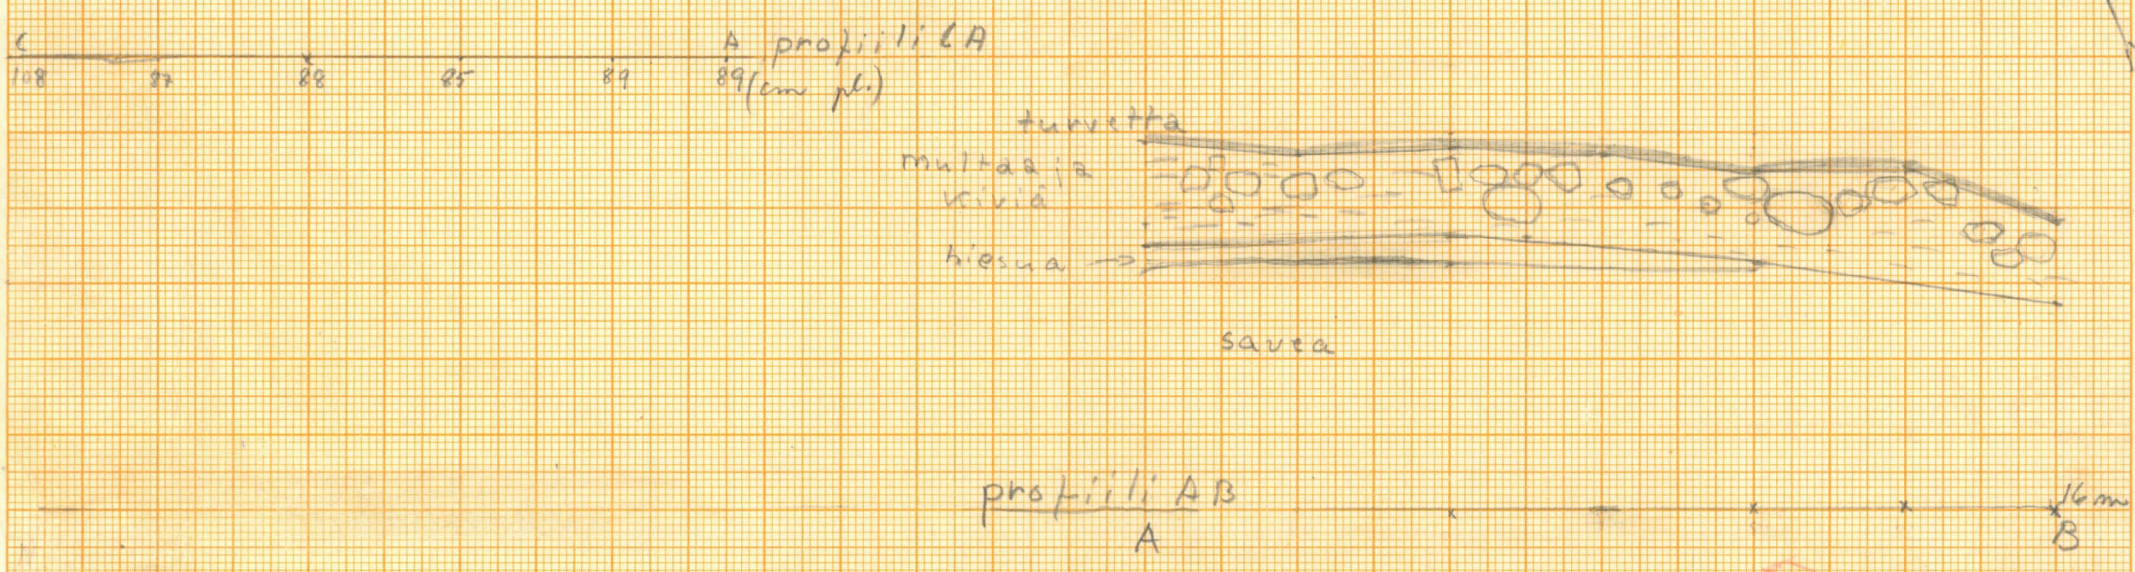 C A profiili CA
108 87 88 85 89 89 (cm pl.)
turvetta
multaa ja
kiviä
hiesua →
savea
profiili AB 16 m
A B